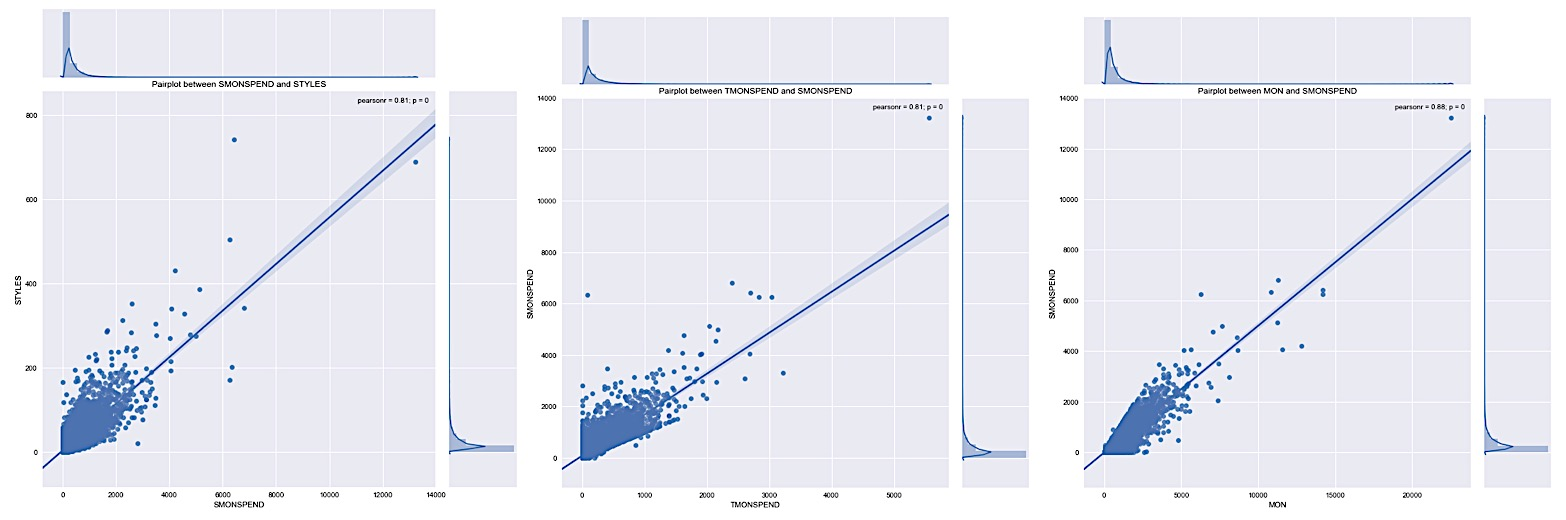 Pairplot between SMONSPEND and STYLES
pearsonr = 0.81; p = 0
800
600
400
200
0
STYLES
0 2000 4000 6000 8000 10000 12000 14000
SMONSPEND
Pairplot between TMONSPEND and SMONSPEND
pearsonr = 0.81; p = 0
14000
12000
10000
8000
6000
4000
2000
0
SMONSPEND
0 1000 2000 3000 4000 5000
TMONSPEND
Pairplot between MON and SMONSPEND
pearsonr = 0.88; p = 0
14000
12000
10000
8000
6000
4000
2000
0
SMONSPEND
0 5000 10000 15000 20000
MON